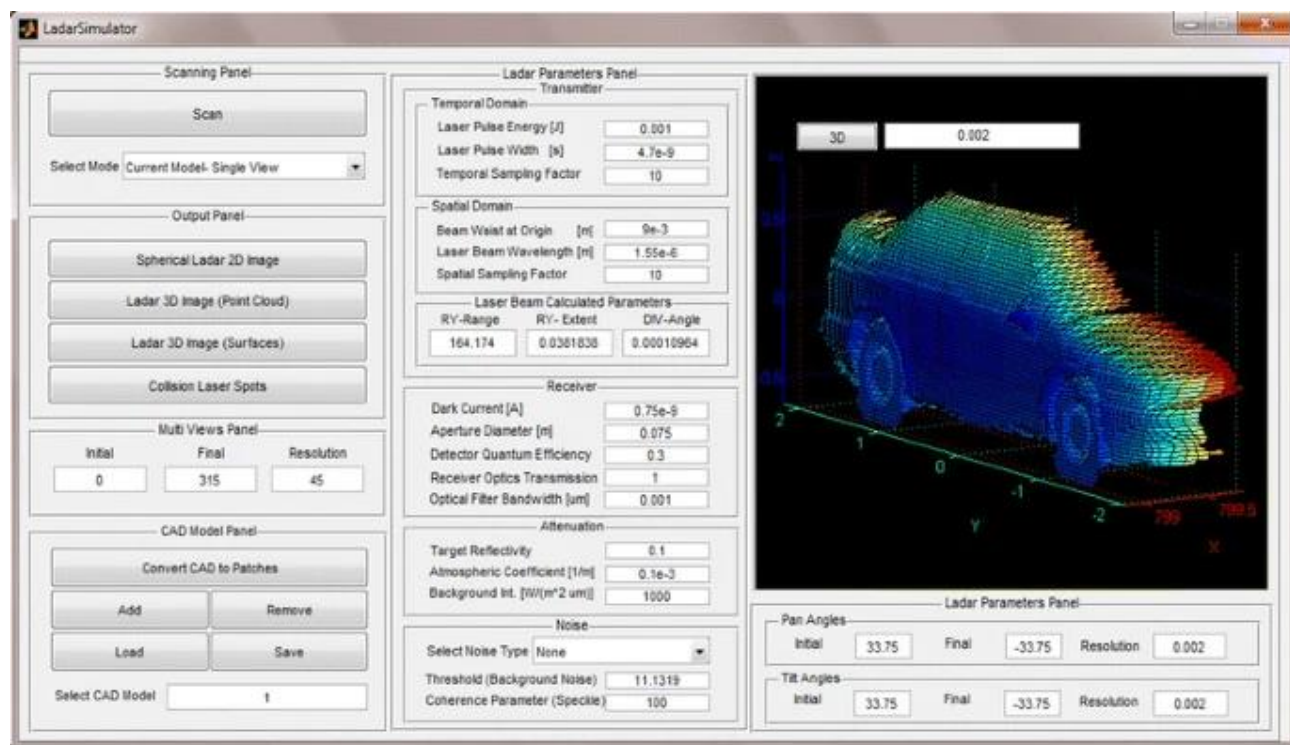 LadarSimulator
Scanning Panel
Scan
Select Mode Current Model- Single View
Output Panel
Spherical Ladar 2D Image
Ladar 3D Image (Point Cloud)
Ladar 3D Image (Surfaces)
Collision Laser Spots
Multi Views Panel
Initial Final Resolution
0 315 45
CAD Model Panel
Convert CAD to Patches
Add Remove
Load Save
Select CAD Model 1
Ladar Parameters Panel
Transmitter
Temporal Domain
Laser Pulse Energy [J] 0.001
Laser Pulse Width [s] 4.7e-9
Temporal Sampling Factor 10
Spatial Domain
Beam Waist at Origin [m] 9e-3
Laser Beam Wavelength [m] 1.55e-6
Spatial Sampling Factor 10
Laser Beam Calculated Parameters
RY-Range RY- Extent DIV-Angle
164.174 0.0381838 0.00010964
Receiver
Dark Current [A] 0.75e-9
Aperture Diameter [m] 0.075
Detector Quantum Efficiency 0.3
Receiver Optics Transmission 1
Optical Filter Bandwidth [um] 0.001
Attenuation
Target Reflectivity 0.1
Atmospheric Coefficient [1/m] 0.1e-3
Background Int. [W/(m^2 um)] 1000
Noise
Select Noise Type None
Threshold (Background Noise) 11.1319
Coherence Parameter (Speckle) 100
3D 0.002
2 1 0 -1 -2
Y
799 799.5
X
Ladar Parameters Panel
Pan Angles
Initial 33.75 Final -33.75 Resolution 0.002
Tilt Angles
Initial 33.75 Final -33.75 Resolution 0.002